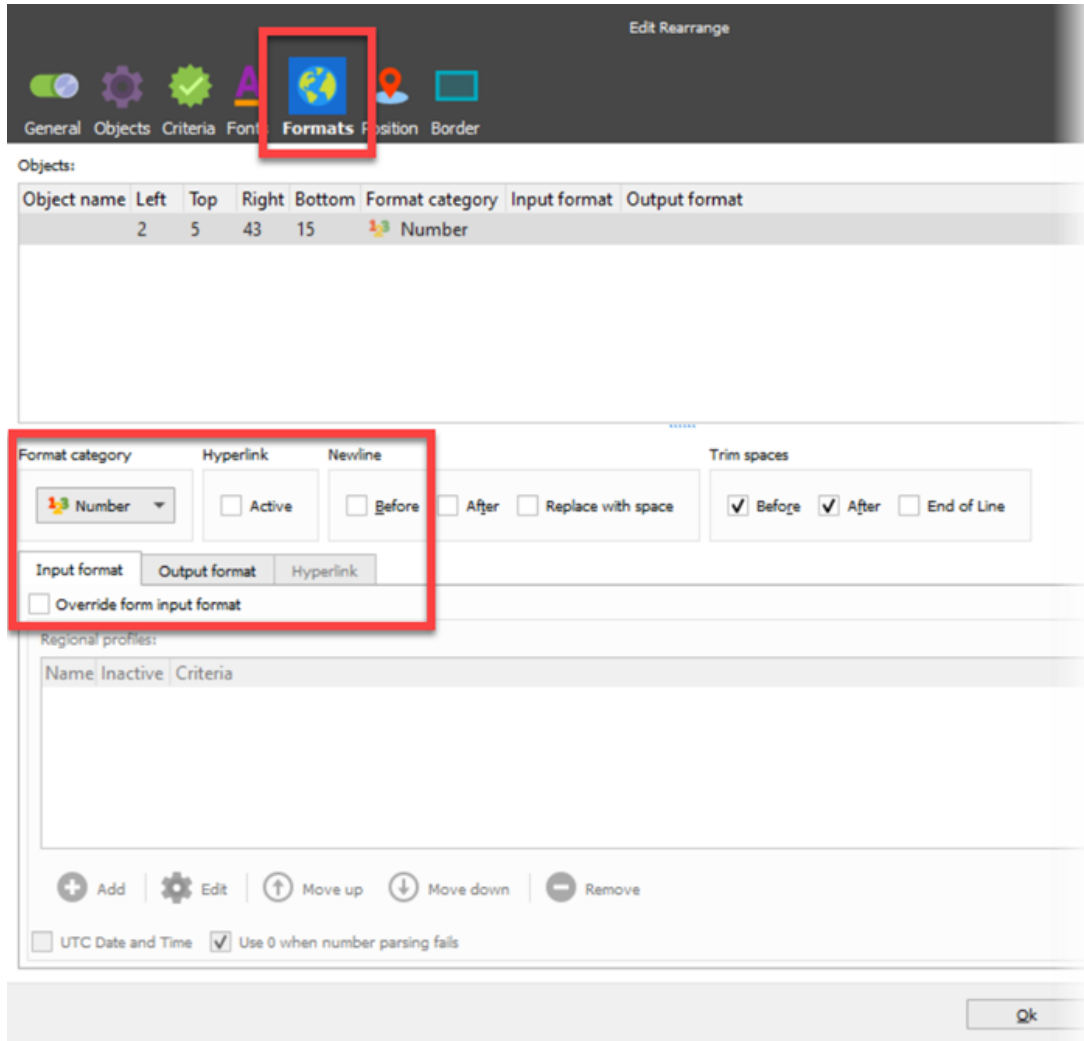 Edit Rearrange
General Objects Criteria Fonts Formats Position Border
Objects:
Object name Left Top Right Bottom Format category Input format Output format
2 5 43 15 Number
Format category Hyperlink Newline Trim spaces
Number Active Before After Replace with space Before After End of Line
Input format Output format Hyperlink
Override form input format
Regional profiles:
Name Inactive Criteria
Add Edit Move up Move down Remove
UTC Date and Time Use 0 when number parsing fails
Ok